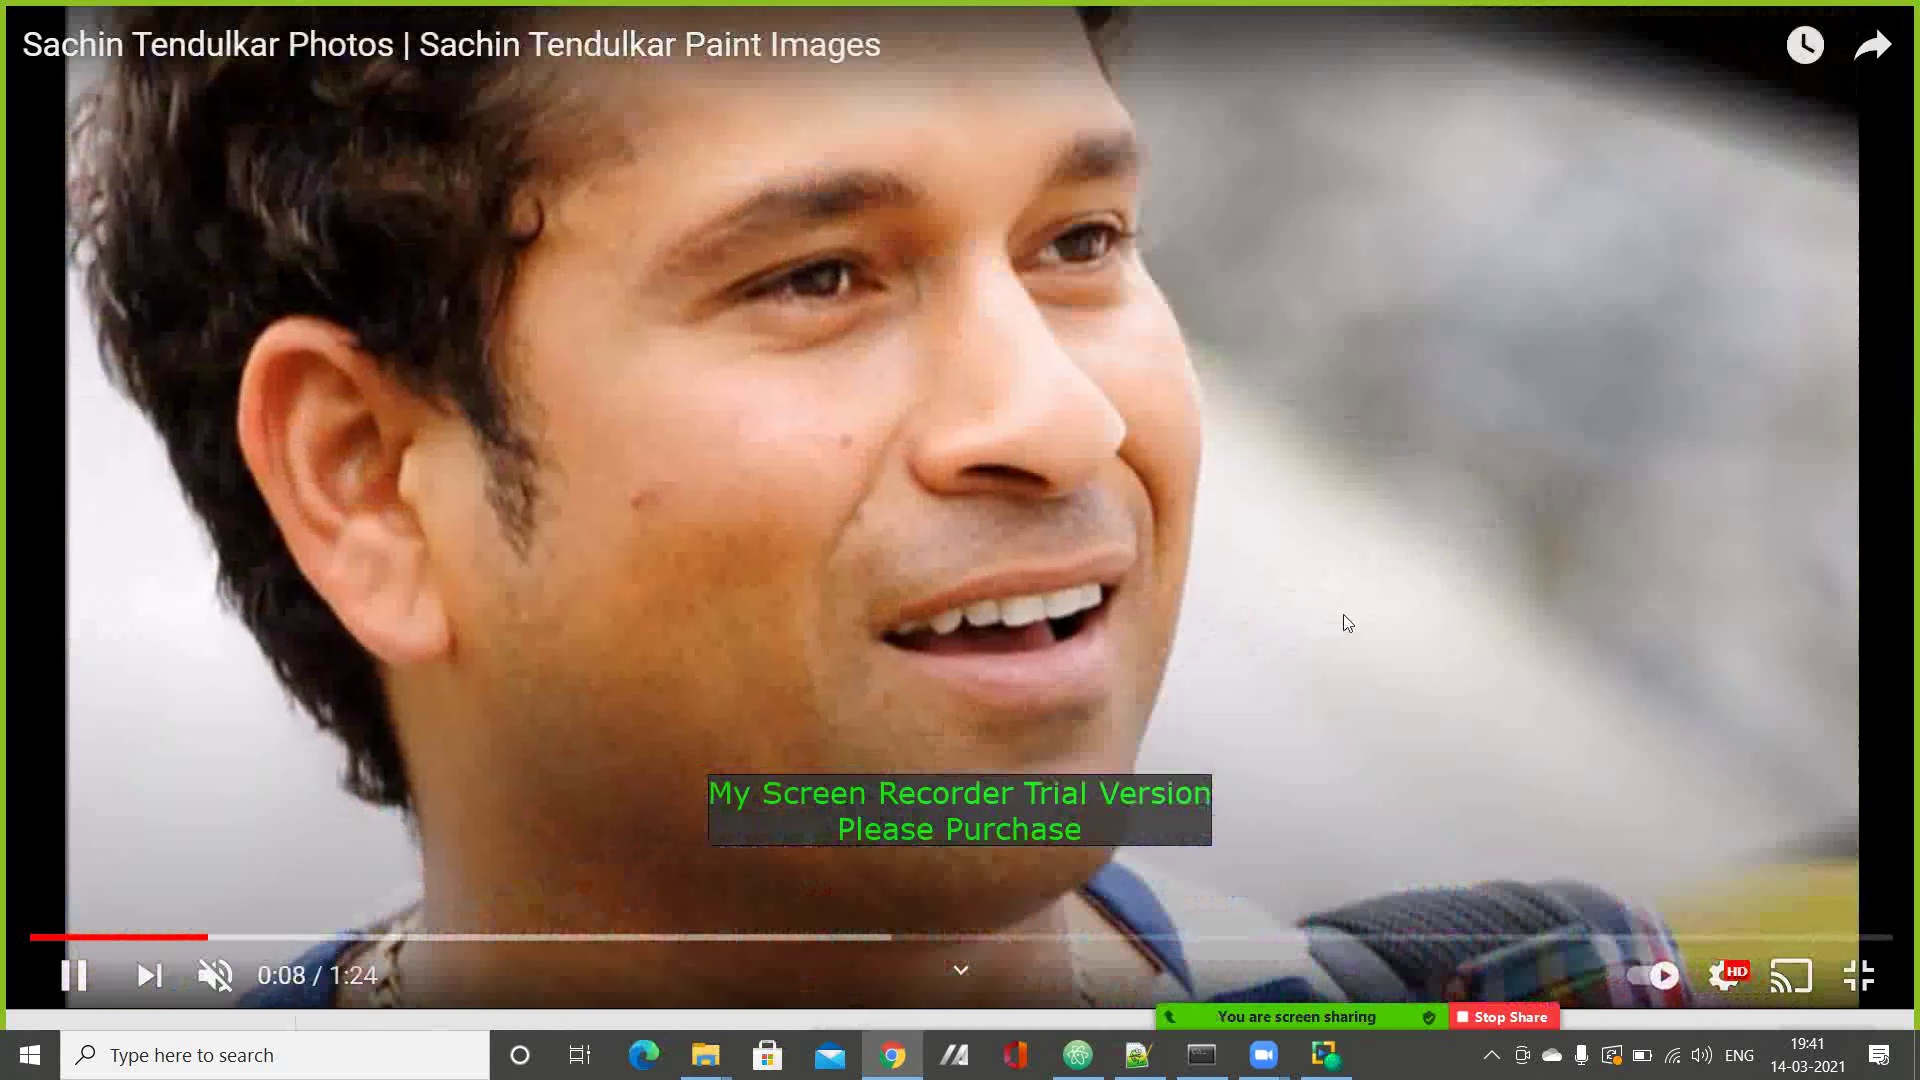 Sachin Tendulkar Photos | Sachin Tendulkar Paint Images
My Screen Recorder Trial Version
Please Purchase
0:08 / 1:24
HD
You are screen sharing
Stop Share
Type here to search
ENG
19:41
14-03-2021